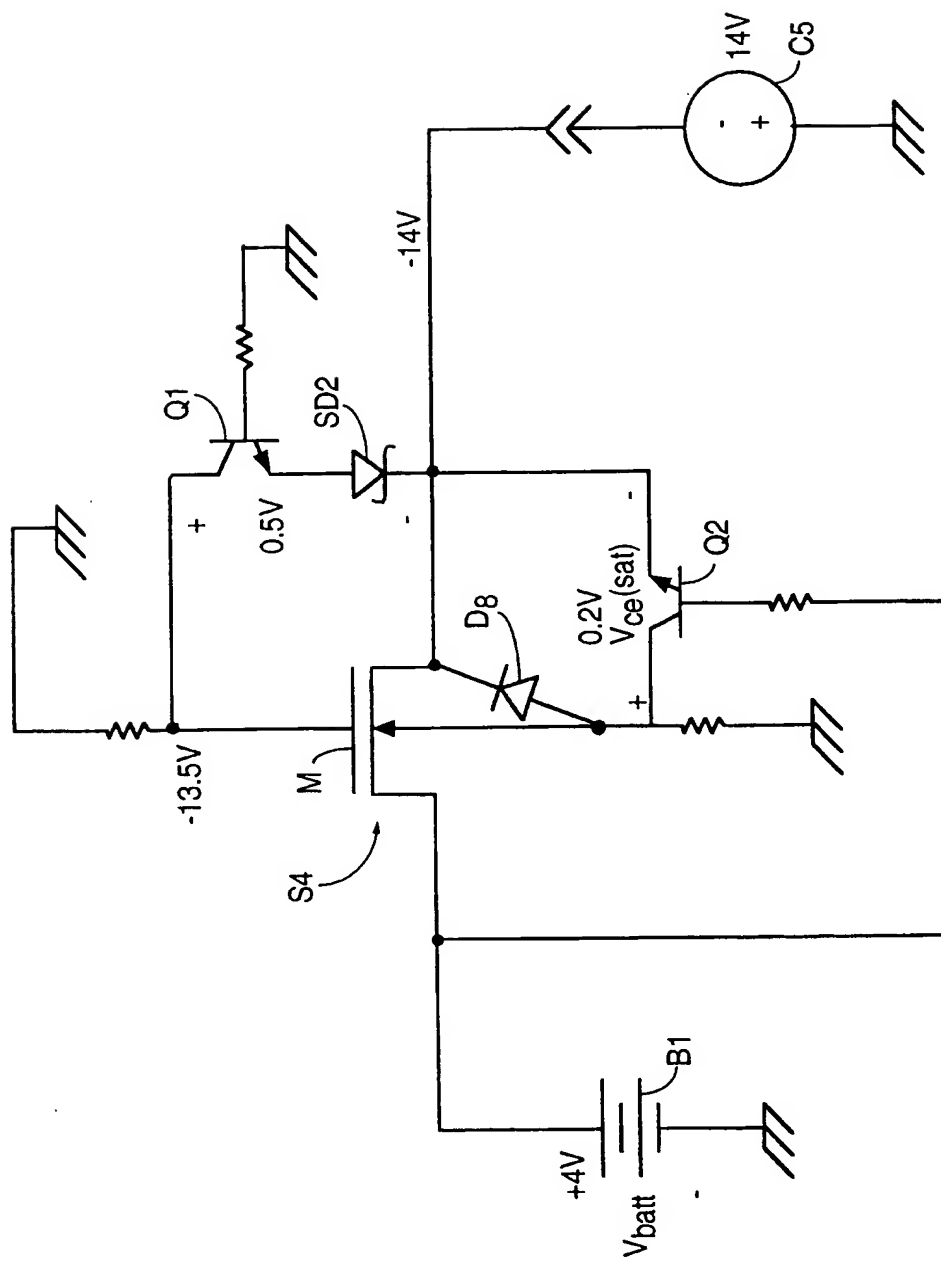 14V
C5
- +
-14V
Q1
SD2
+
0.5V
-
-13.5V
M
S4
D8
0.2V
Vce(sat)
+
-
Q2
+4V
Vbatt
-
B1